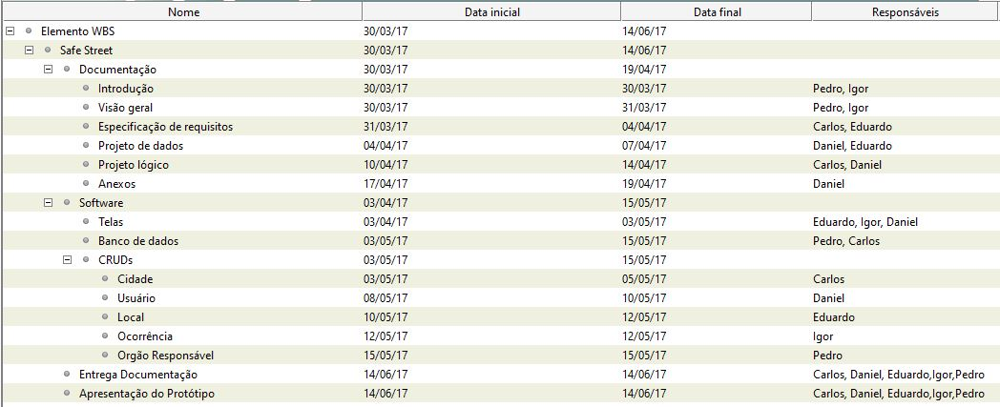 Nome Data inicial Data final Responsáveis
Elemento WBS 30/03/17 14/06/17
Safe Street 30/03/17 14/06/17
Documentação 30/03/17 19/04/17
Introdução 30/03/17 30/03/17 Pedro, Igor
Visão geral 30/03/17 31/03/17 Pedro, Igor
Especificação de requisitos 31/03/17 04/04/17 Carlos, Eduardo
Projeto de dados 04/04/17 07/04/17 Daniel, Eduardo
Projeto lógico 10/04/17 14/04/17 Carlos, Daniel
Anexos 17/04/17 19/04/17 Daniel
Software 03/04/17 15/05/17
Telas 03/04/17 03/05/17 Eduardo, Igor, Daniel
Banco de dados 03/05/17 15/05/17 Pedro, Carlos
CRUDs 03/05/17 15/05/17
Cidade 03/05/17 05/05/17 Carlos
Usuário 08/05/17 10/05/17 Daniel
Local 10/05/17 12/05/17 Eduardo
Ocorrência 12/05/17 12/05/17 Igor
Orgão Responsável 15/05/17 15/05/17 Pedro
Entrega Documentação 14/06/17 14/06/17 Carlos, Daniel, Eduardo,Igor,Pedro
Apresentação do Protótipo 14/06/17 14/06/17 Carlos, Daniel, Eduardo,Igor,Pedro